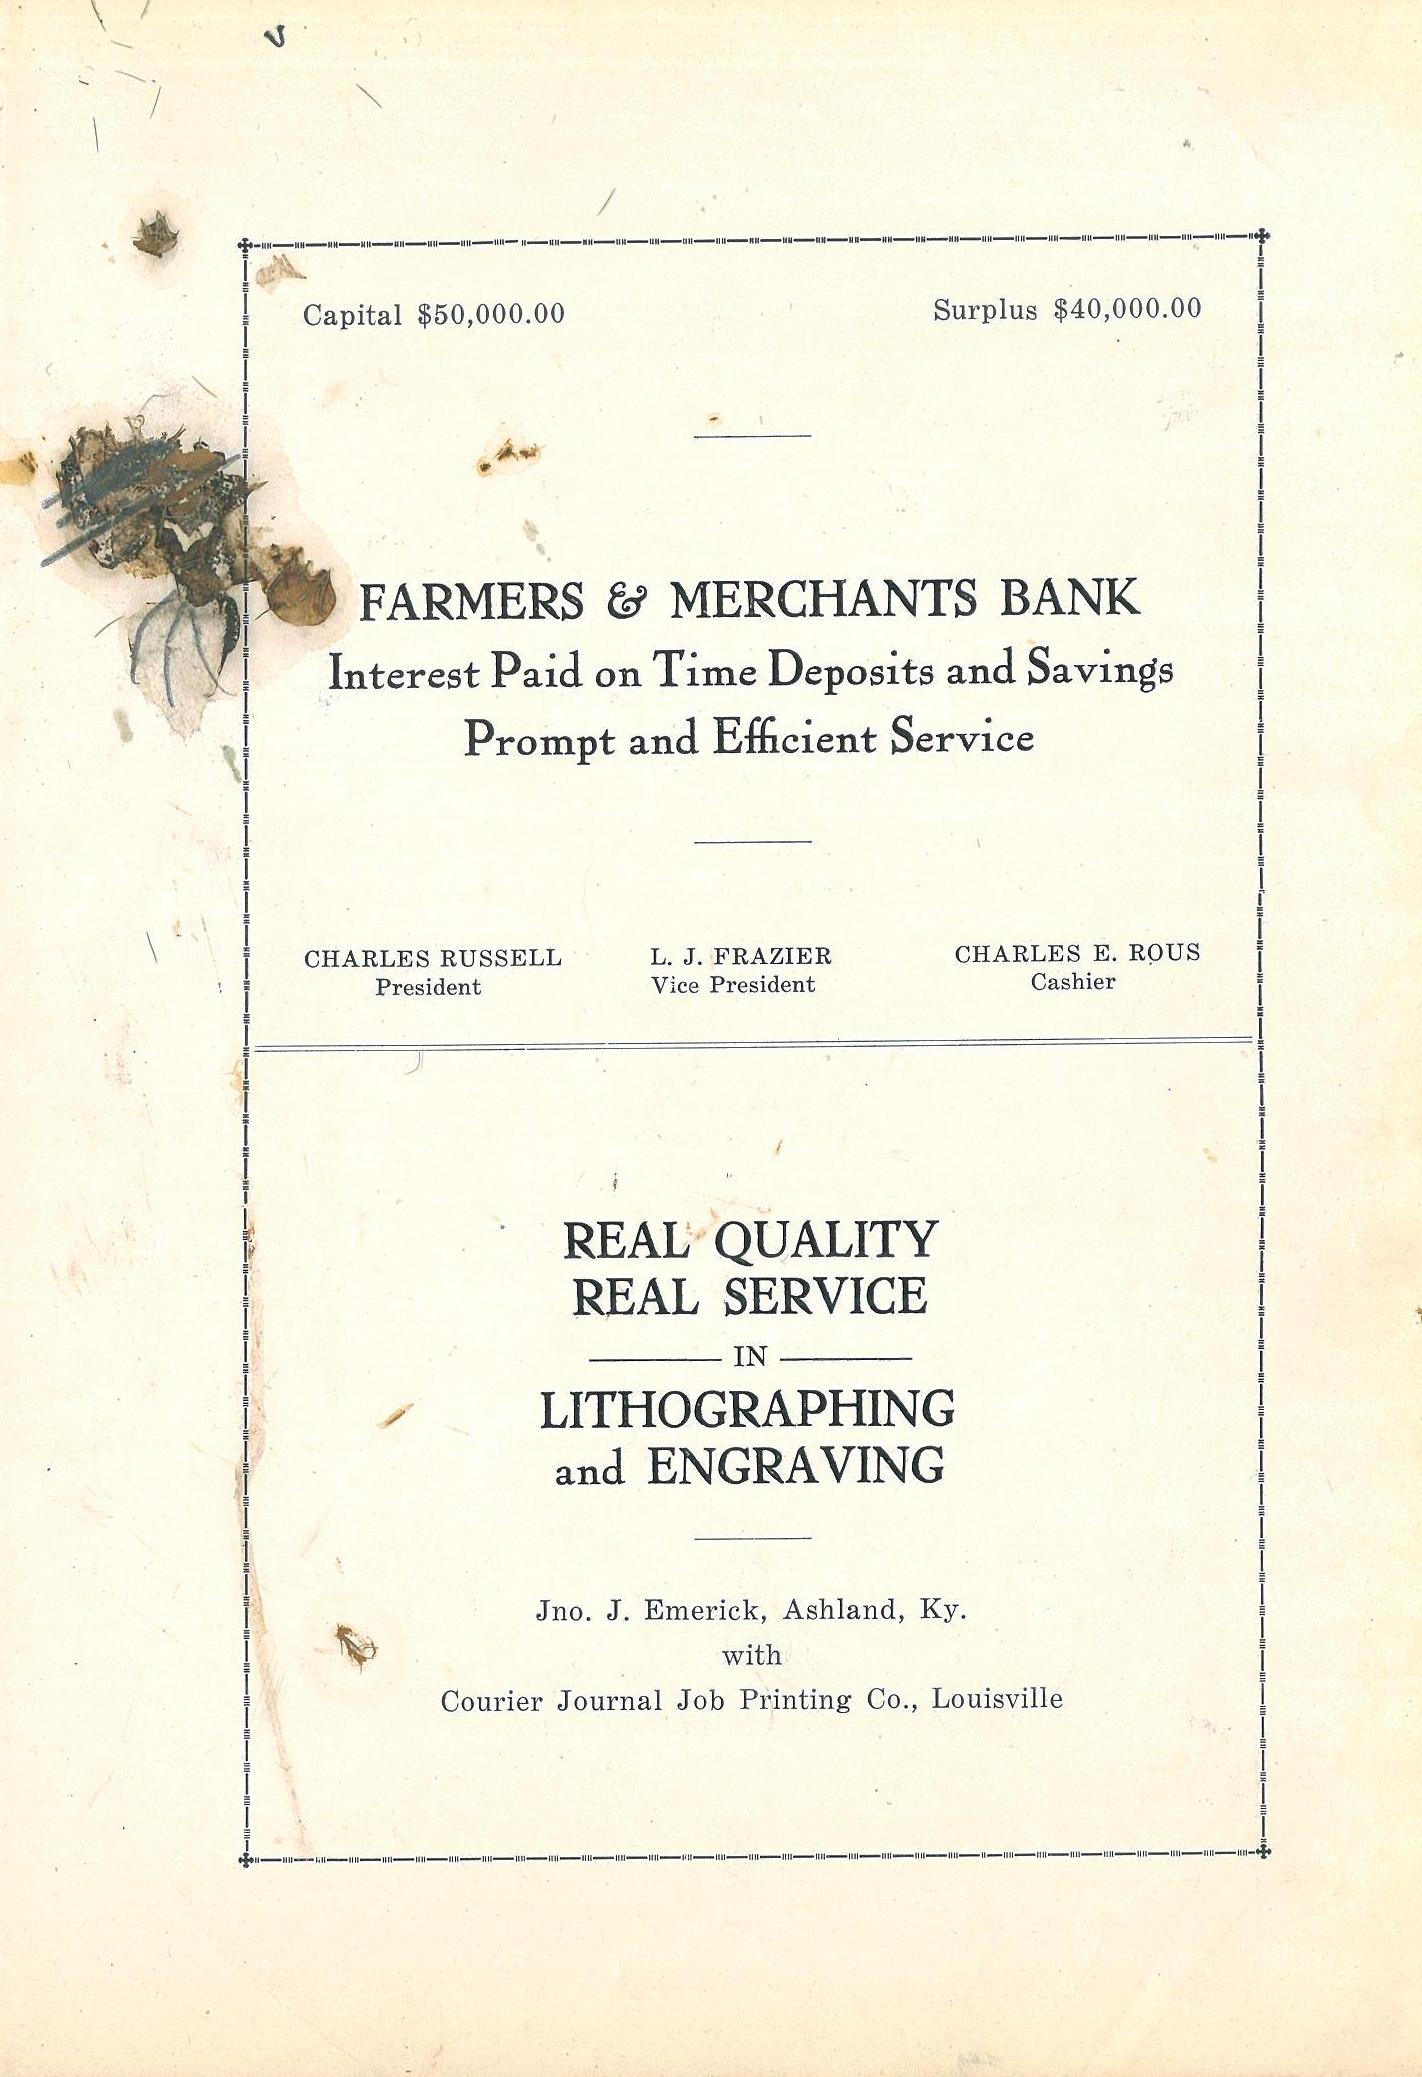 Capital $50,000.00 Surplus $40,000.00
FARMERS & MERCHANTS BANK
Interest Paid on Time Deposits and Savings
Prompt and Efficient Service
CHARLES RUSSELL L. J. FRAZIER CHARLES E. ROUS
President Vice President Cashier
REAL QUALITY
REAL SERVICE
IN
LITHOGRAPHING
and ENGRAVING
Jno. J. Emerick, Ashland, Ky.
with
Courier Journal Job Printing Co., Louisville